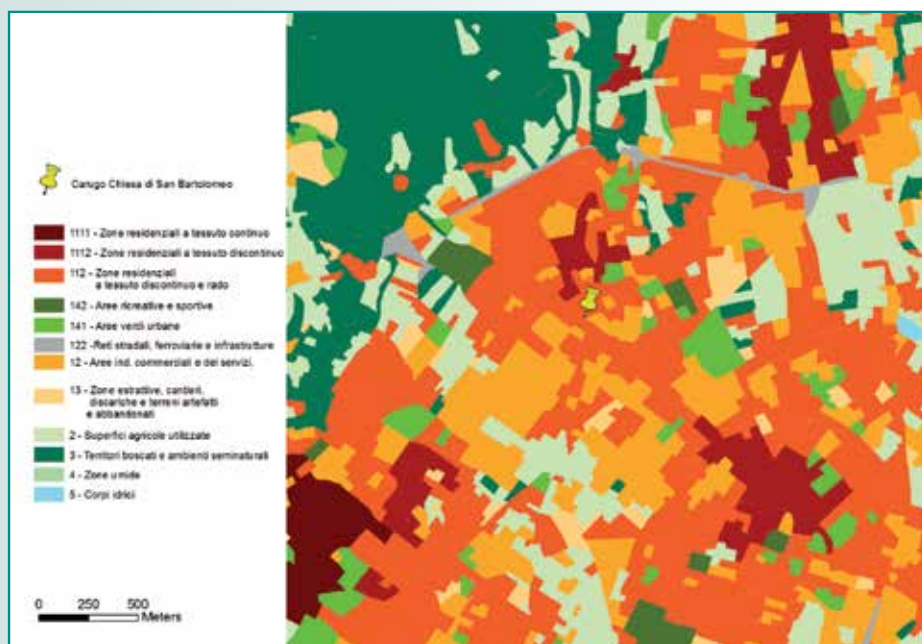 Carugo Chiesa di San Bartolomeo
1111 - Zone residenziali a tessuto continuo
1112 - Zone residenziali a tessuto discontinuo
112 - Zone residenziali
a tessuto discontinuo e rado
142 - Aree ricreative e sportive
141 - Aree verdi urbane
122 -Reti stradali, ferroviarie e infrastrutture
12 - Aree ind. commerciali e dei servizi.
13 - Zone estrattive, cantieri,
discariche e terreni artefatti
e abbandonati
2 - Superfici agricole utilizzate
3 - Territori boscati e ambienti seminaturali
4 - Zone umide
5 - Corpi idrici
0 250 500
Meters